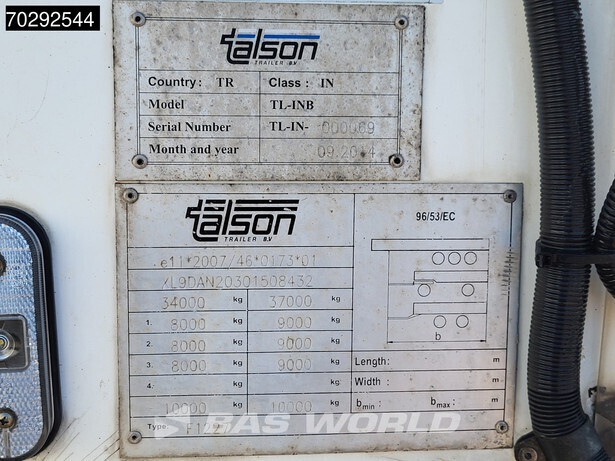 70292544
talson
TRAILER B.V.
Country: TR Class: IN
Model TL-INB
Serial Number TL-IN- 000069
Month and year 09.2014
talson
TRAILER B.V. 96/53/EC
e11*2007/46*0173*01
XL9DAN20301508432
34000 kg 37000 kg
1. 8000 kg 9000 kg
2. 8000 kg 9000 kg b
3. 8000 kg 9000 kg Length: m
4. kg kg Width: m
10000 kg 10000 kg b min: b max: m
Type:
BAS WORLD
www.basworld.com